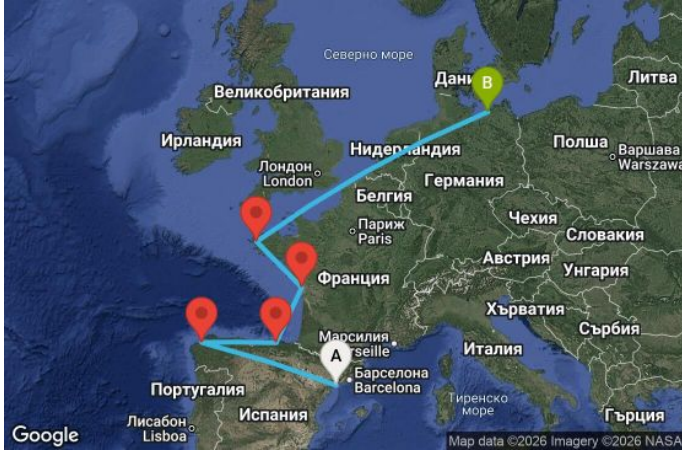 Северно море
Дани
B
Литва
Великобритания
Ирландия
Нидерландия
Полша
Варшава
Warszawa
Лондон
London
Белгия
Германия
Париж
Paris
Чехия
Словакия
Австрия
Унгария
Франция
Хърватия
Сърбия
Марсилия
rseille
A
Италия
Барселона
Barcelona
Португалия
Испания
Тиренско
море
Гърция
Лисабон
Lisboa
Google
Map data ©2026 Imagery ©2026 NASA